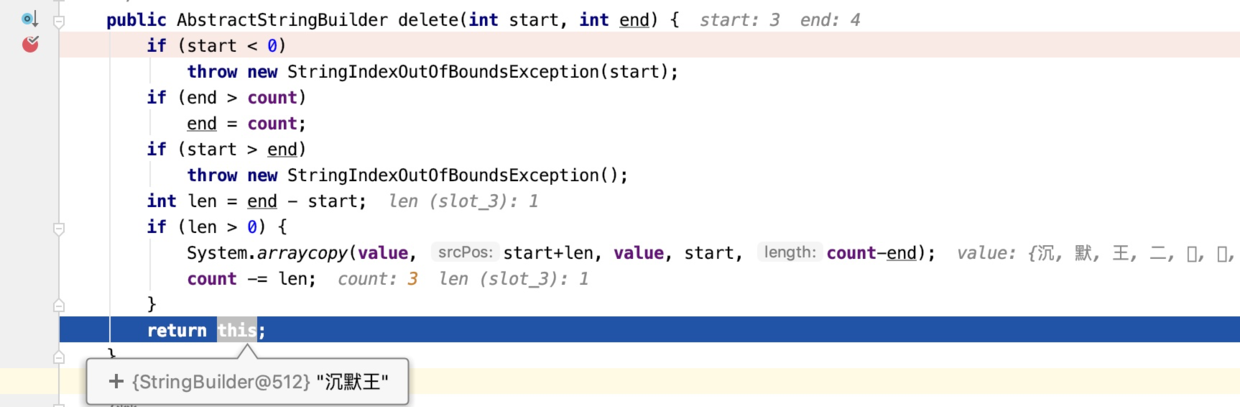 public AbstractStringBuilder delete(int start, int end) {  start: 3  end: 4
if (start < 0)
throw new StringIndexOutOfBoundsException(start);
if (end > count)
end = count;
if (start > end)
throw new StringIndexOutOfBoundsException();
int len = end - start;  len (slot_3): 1
if (len > 0) {
System.arraycopy(value, srcPos: start+len, value, start, length: count-end);  value: {沉, 默, 王, 二, , ,
count -= len;  count: 3  len (slot_3): 1
}
return this;
}
+ {StringBuilder@512} "沉默王"